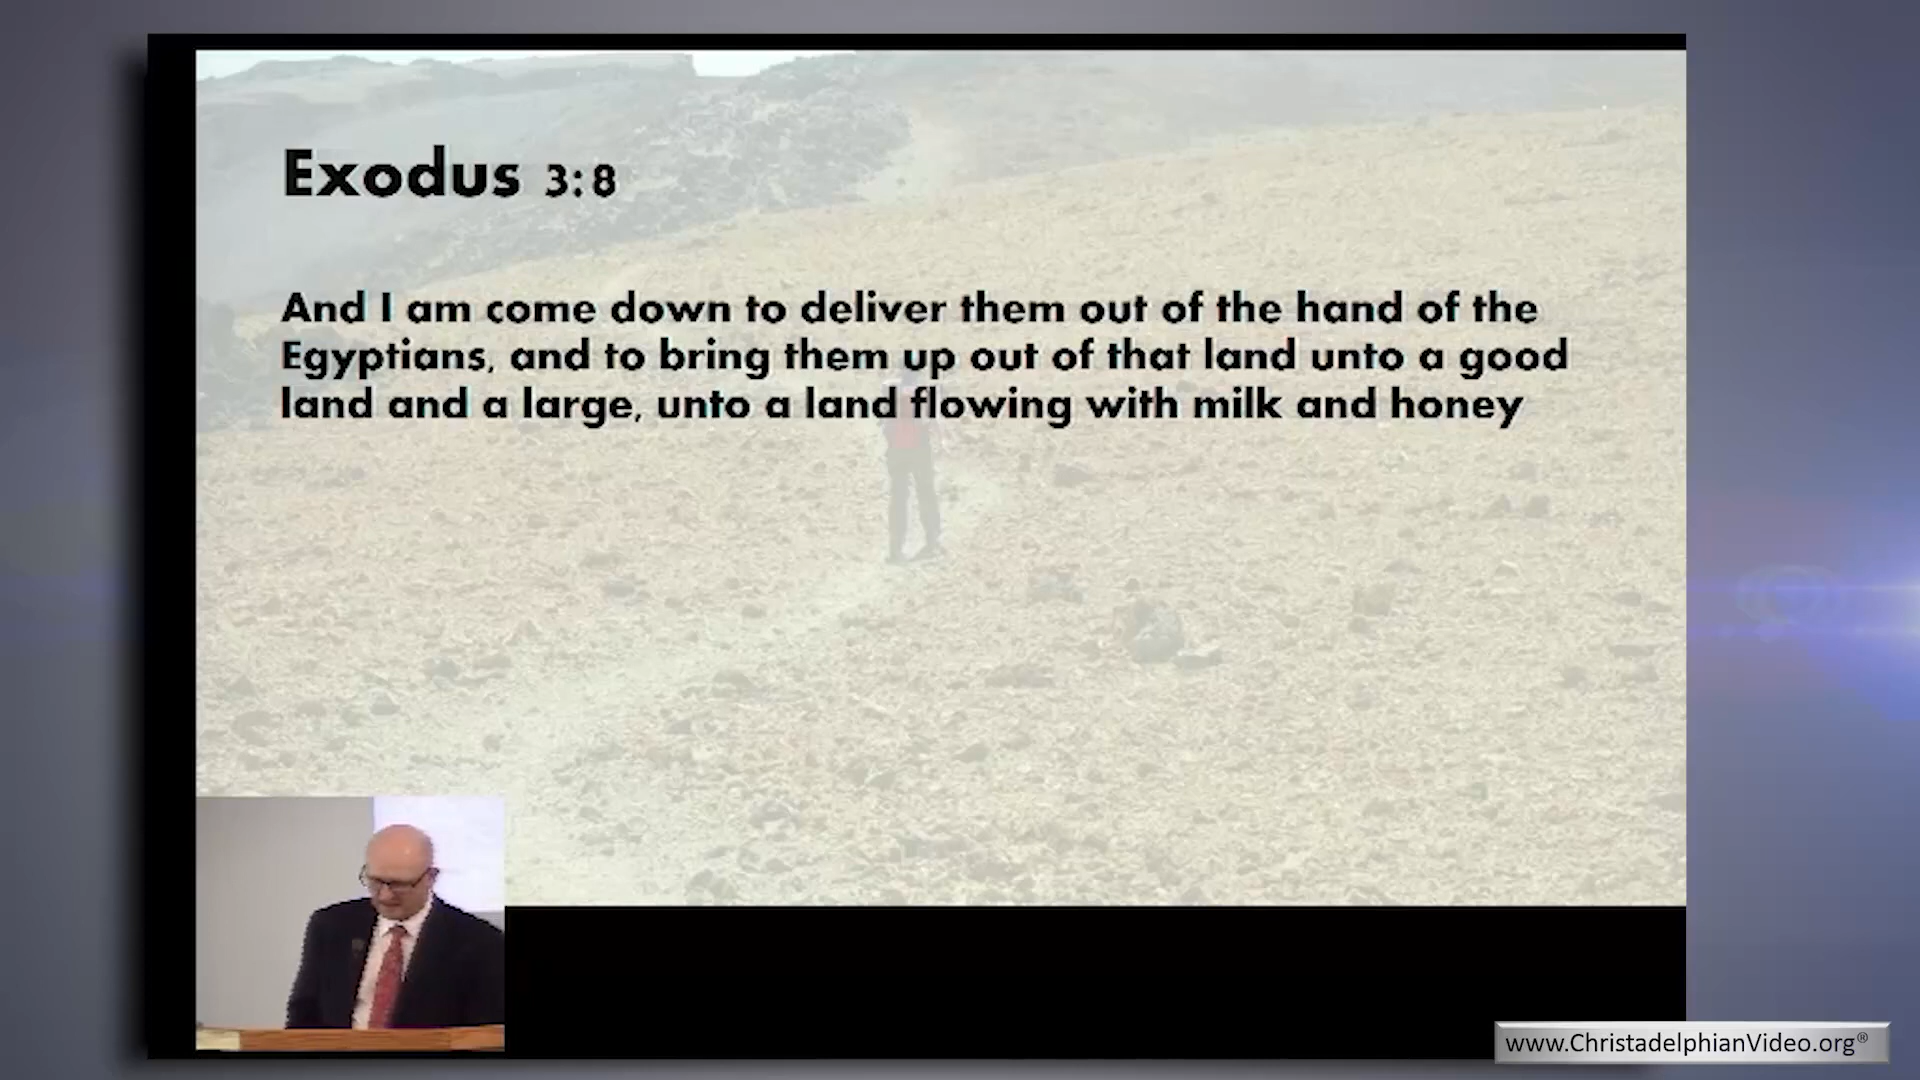 Exodus 3:8
And I am come down to deliver them out of the hand of the
Egyptians, and to bring them up out of that land unto a good
land and a large, unto a land flowing with milk and honey
www.ChristadelphianVideo.org®